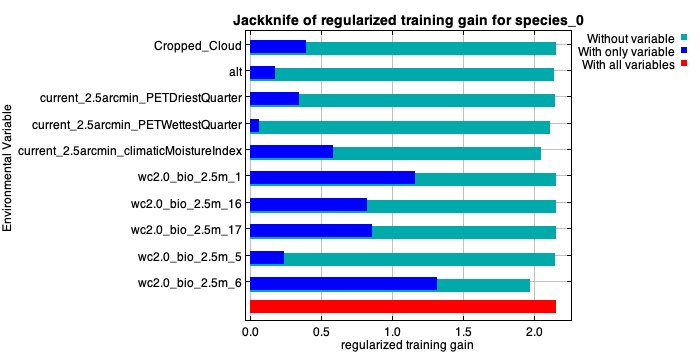 Jackknife of regularized training gain for species_0
Without variable
With only variable
With all variables
Environmental Variable
Cropped_Cloud
alt
current_2.5arcmin_PETDriestQuarter
current_2.5arcmin_PETWettestQuarter
current_2.5arcmin_climaticMoistureIndex
wc2.0_bio_2.5m_1
wc2.0_bio_2.5m_16
wc2.0_bio_2.5m_17
wc2.0_bio_2.5m_5
wc2.0_bio_2.5m_6
0.0 0.5 1.0 1.5 2.0
regularized training gain